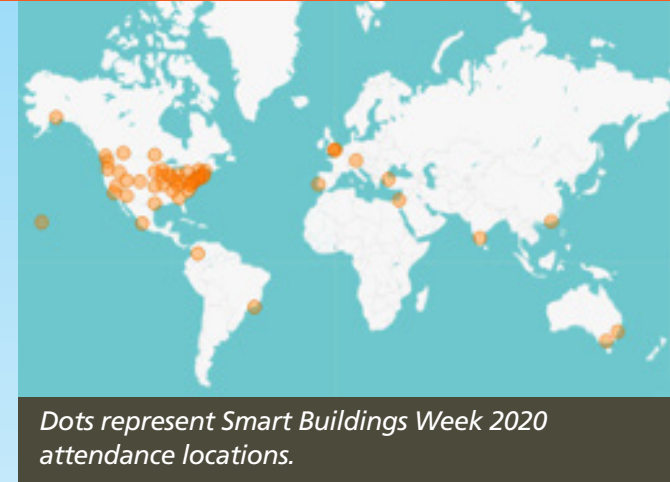 Dots represent Smart Buildings Week 2020
attendance locations.